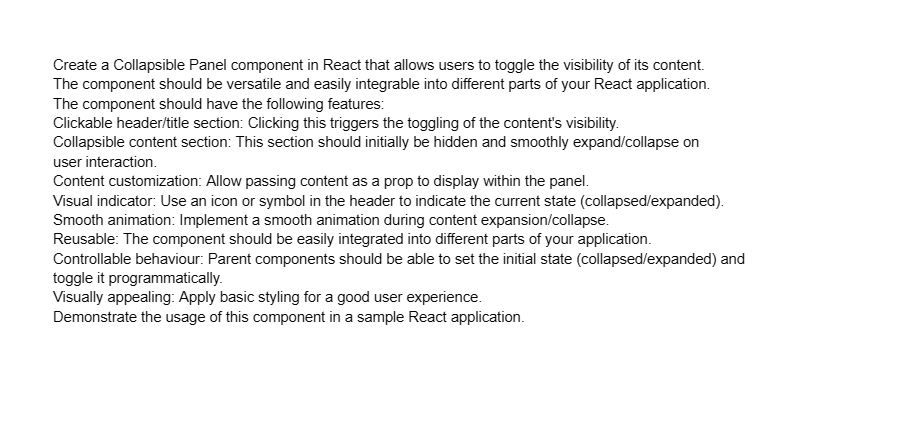 Create a Collapsible Panel component in React that allows users to toggle the visibility of its content.
The component should be versatile and easily integrable into different parts of your React application.
The component should have the following features:
Clickable header/title section: Clicking this triggers the toggling of the content's visibility.
Collapsible content section: This section should initially be hidden and smoothly expand/collapse on
user interaction.
Content customization: Allow passing content as a prop to display within the panel.
Visual indicator: Use an icon or symbol in the header to indicate the current state (collapsed/expanded).
Smooth animation: Implement a smooth animation during content expansion/collapse.
Reusable: The component should be easily integrated into different parts of your application.
Controllable behaviour: Parent components should be able to set the initial state (collapsed/expanded) and
toggle it programmatically.
Visually appealing: Apply basic styling for a good user experience.
Demonstrate the usage of this component in a sample React application.